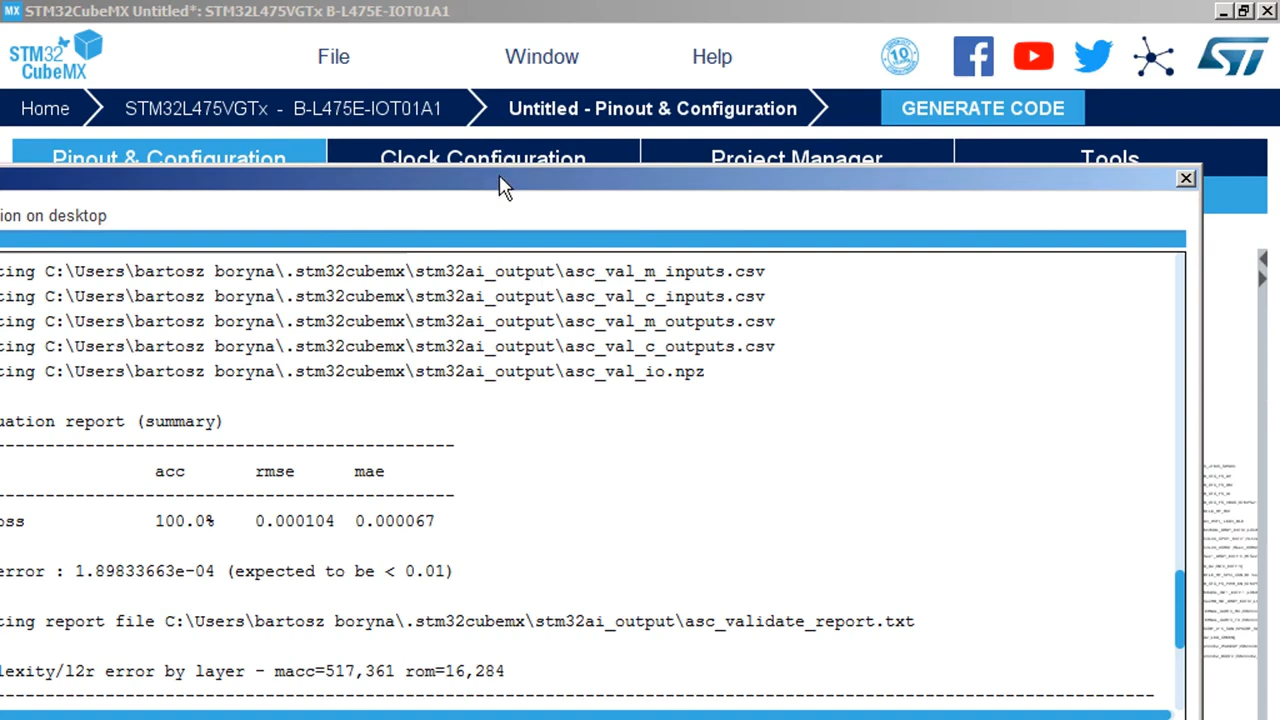 MX STM32CubeMX Untitled*: STM32L475VGTx B-L475E-IOT01A1
STM32
CubeMX
File Window Help
10
Home STM32L475VGTx - B-L475E-IOT01A1 Untitled - Pinout & Configuration GENERATE CODE
Pinout & Configuration Clock Configuration Project Manager Tools
ion on desktop
ting C:\Users\bartosz boryna\.stm32cubemx\stm32ai_output\asc_val_m_inputs.csv
ting C:\Users\bartosz boryna\.stm32cubemx\stm32ai_output\asc_val_c_inputs.csv
ting C:\Users\bartosz boryna\.stm32cubemx\stm32ai_output\asc_val_m_outputs.csv
ting C:\Users\bartosz boryna\.stm32cubemx\stm32ai_output\asc_val_c_outputs.csv
ting C:\Users\bartosz boryna\.stm32cubemx\stm32ai_output\asc_val_io.npz
uation report (summary)
acc rmse mae
oss 100.0% 0.000104 0.000067
error : 1.89833663e-04 (expected to be < 0.01)
ting report file C:\Users\bartosz boryna\.stm32cubemx\stm32ai_output\asc_validate_report.txt
lexity/l2r error by layer - macc=517,361 rom=16,284